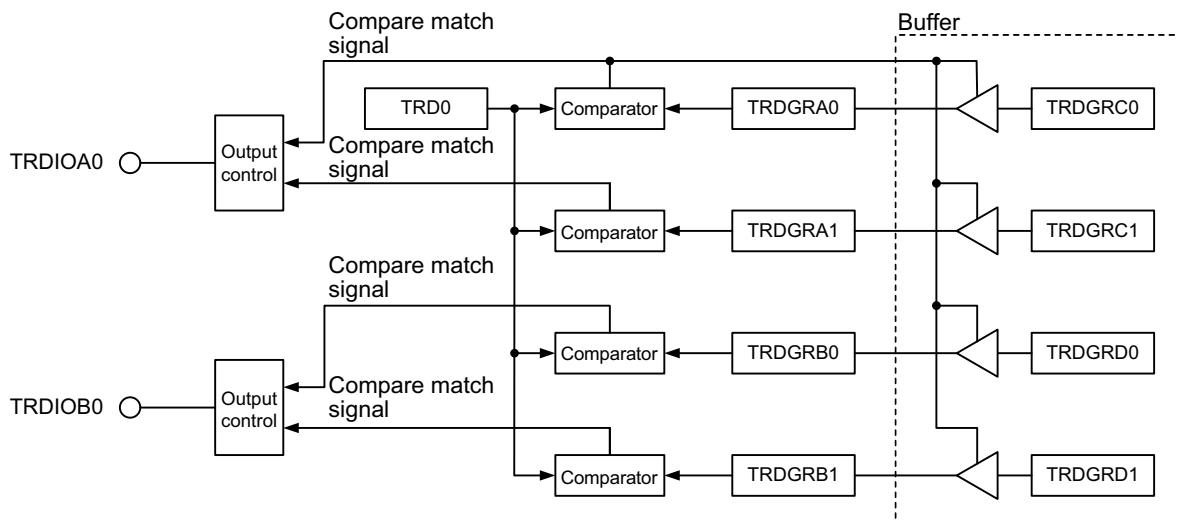 Compare match
signal
Buffer
TRD0
Comparator
TRDGRA0
TRDGRC0
TRDIOA0
Output
control
Compare match
signal
Comparator
TRDGRA1
TRDGRC1
Compare match
signal
Comparator
TRDGRB0
TRDGRD0
TRDIOB0
Output
control
Compare match
signal
Comparator
TRDGRB1
TRDGRD1